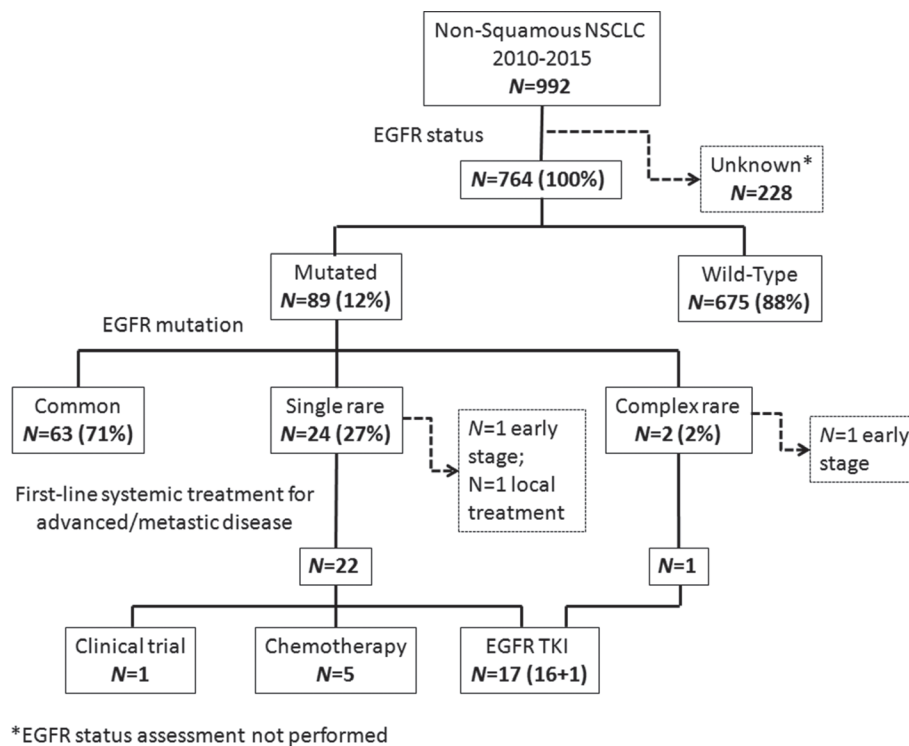 Non-Squamous NSCLC
2010-2015
N=992
EGFR status
N=764 (100%)
Unknown*
N=228
Mutated
N=89 (12%)
Wild-Type
N=675 (88%)
EGFR mutation
Common
N=63 (71%)
Single rare
N=24 (27%)
N=1 early
stage;
N=1 local
treatment
Complex rare
N=2 (2%)
N=1 early
stage
First-line systemic treatment for
advanced/metastic disease
N=22
N=1
Clinical trial
N=1
Chemotherapy
N=5
EGFR TKI
N=17 (16+1)
*EGFR status assessment not performed